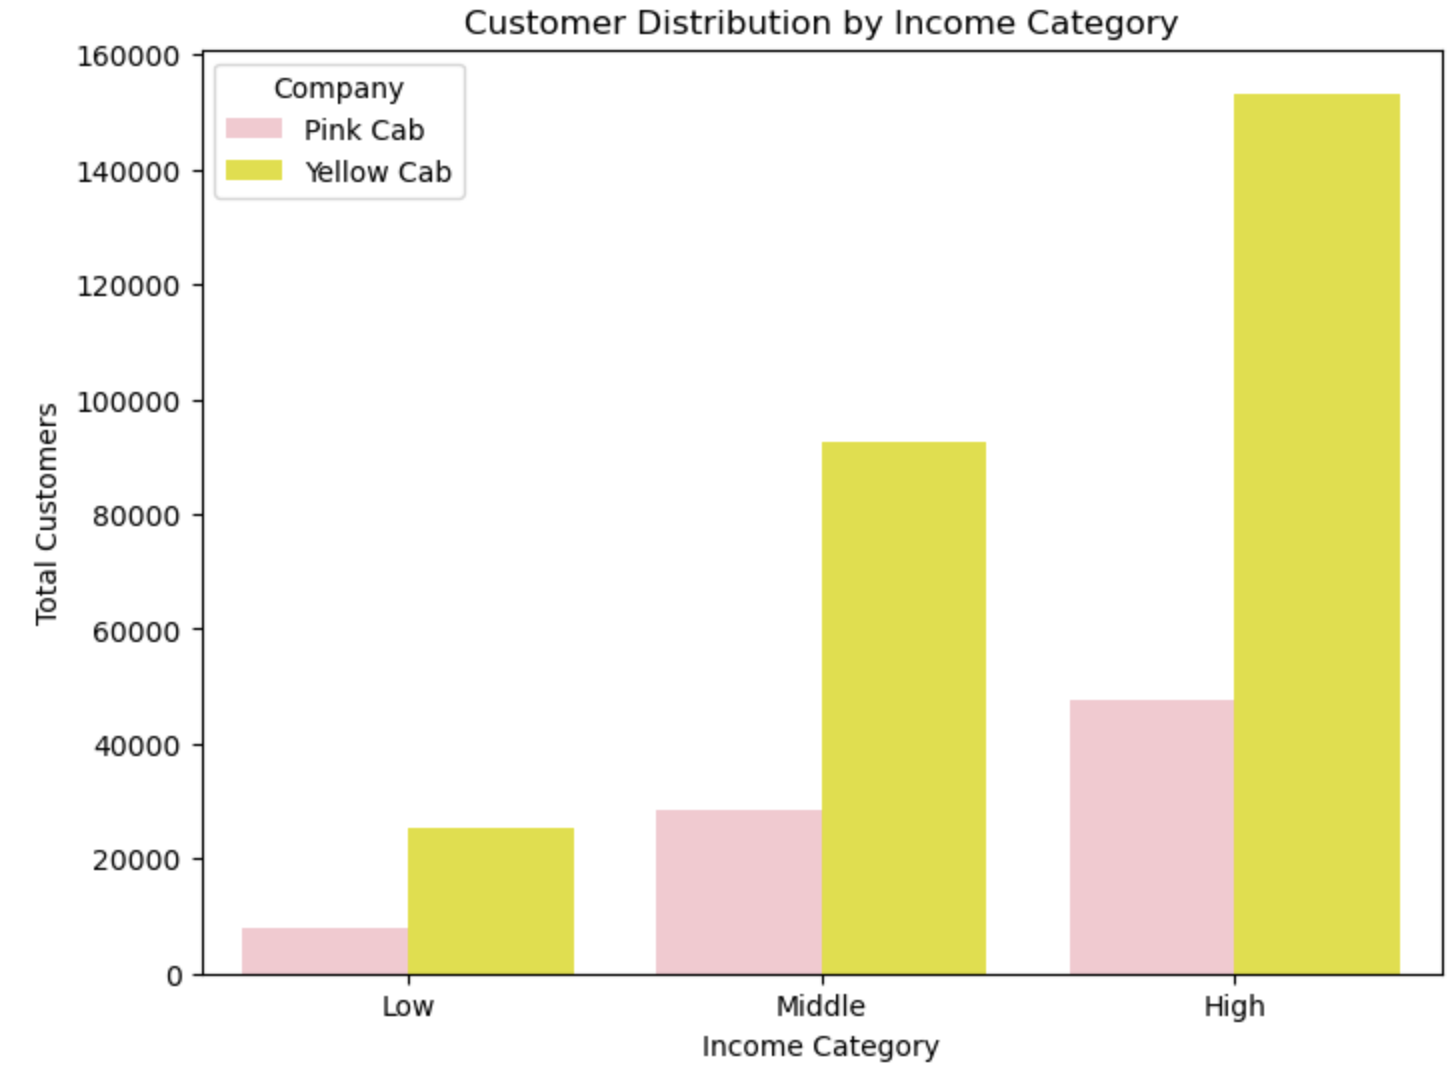 Customer Distribution by Income Category
160000
140000
120000
100000
80000
60000
40000
20000
0
Total Customers
Company
Pink Cab
Yellow Cab
Low Middle High
Income Category